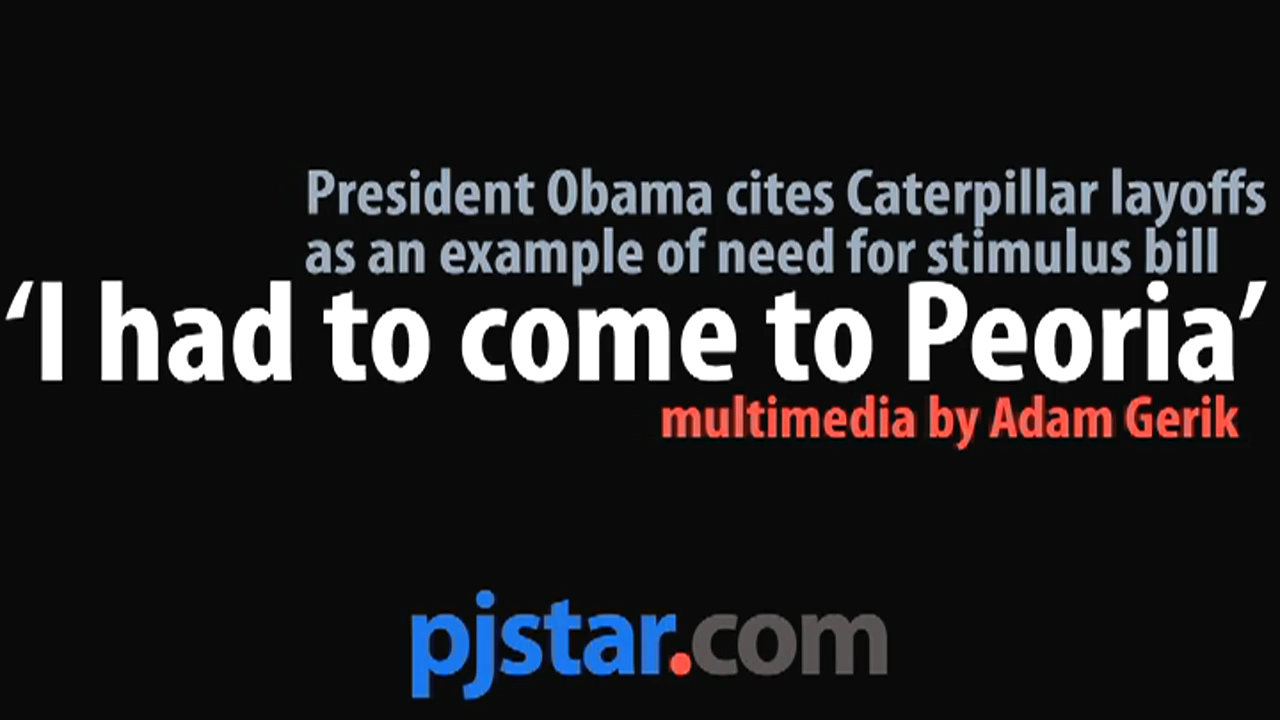 President Obama cites Caterpillar layoffs
as an example of need for stimulus bill
‘I had to come to Peoria’
multimedia by Adam Gerik
pjstar.com